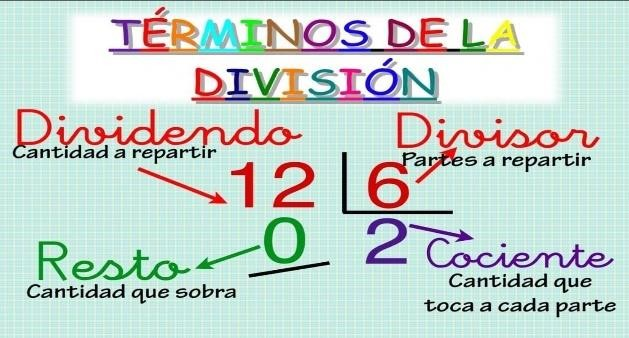 TÉRMINOS DE LA
DIVISIÓN
Dividendo
Cantidad a repartir
Divisor
Partes a repartir
12 6
0 2
Resto
Cantidad que sobra
Cociente
Cantidad que
toca a cada parte